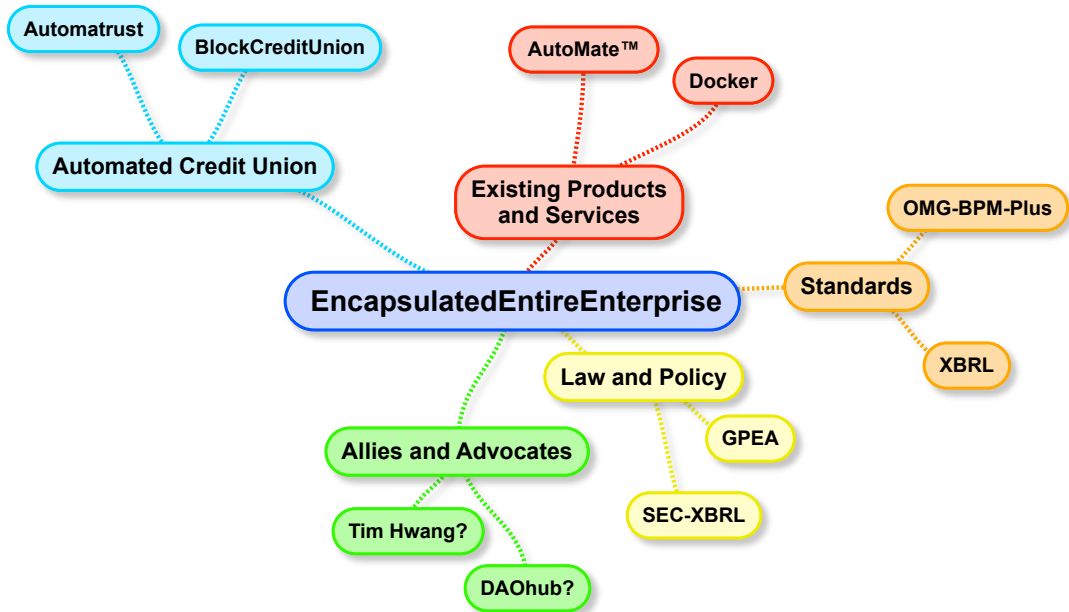 Automatrust
BlockCreditUnion
Automated Credit Union
AutoMate™
Docker
Existing Products
and Services
OMG-BPM-Plus
Standards
XBRL
EncapsulatedEntireEnterprise
Law and Policy
GPEA
SEC-XBRL
Allies and Advocates
Tim Hwang?
DAOhub?